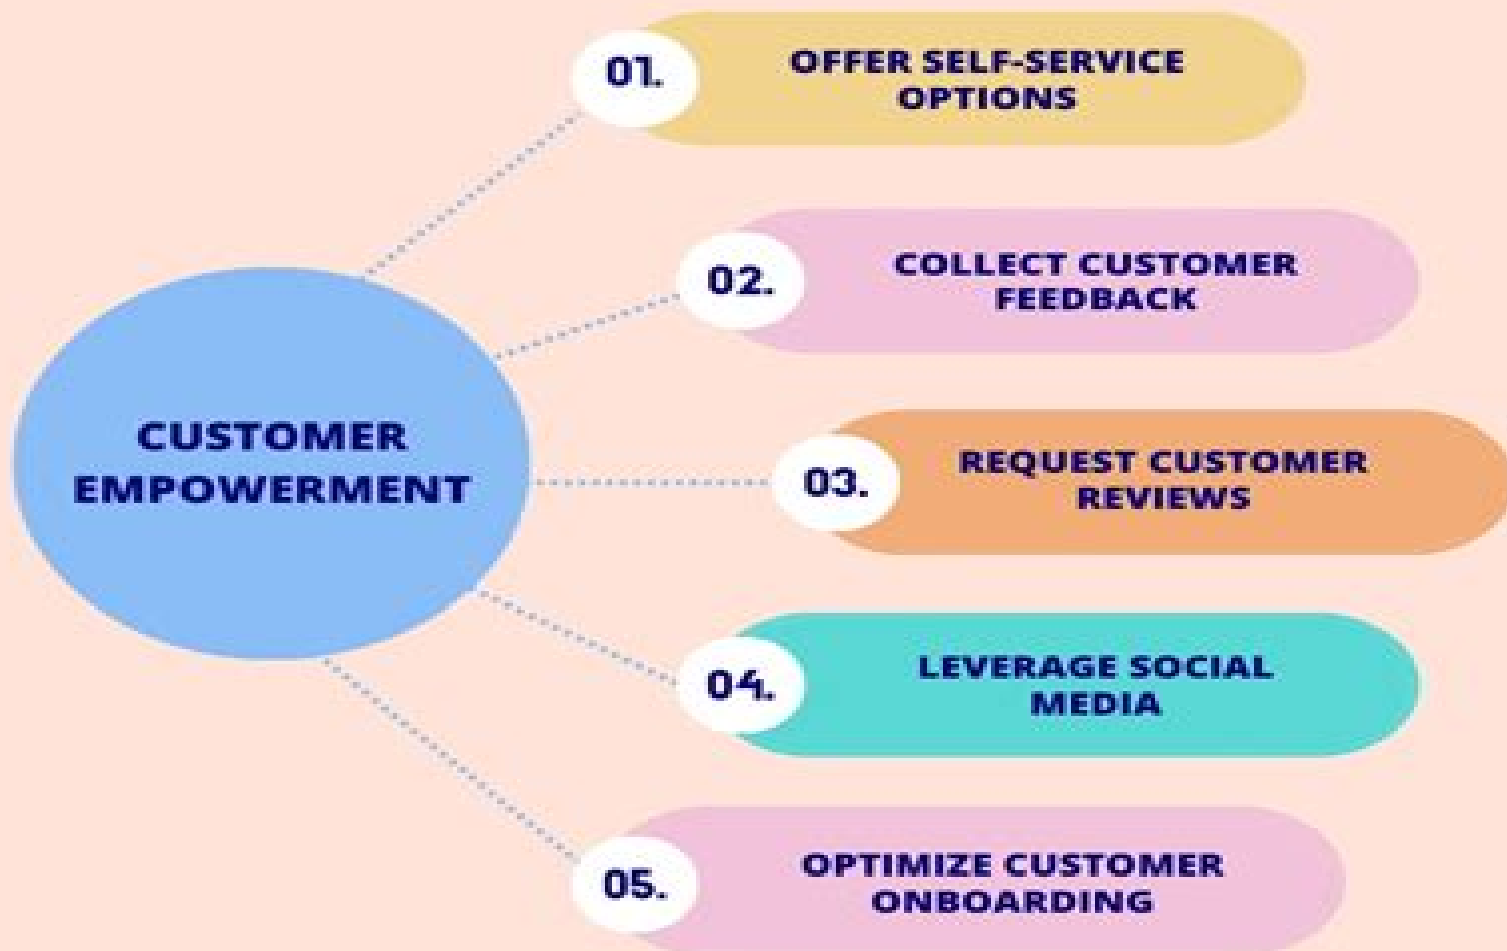 01.
OFFER SELF-SERVICE
OPTIONS
02.
COLLECT CUSTOMER
FEEDBACK
CUSTOMER
EMPOWERMENT
03.
REQUEST CUSTOMER
REVIEWS
04.
LEVERAGE SOCIAL
MEDIA
05.
OPTIMIZE CUSTOMER
ONBOARDING